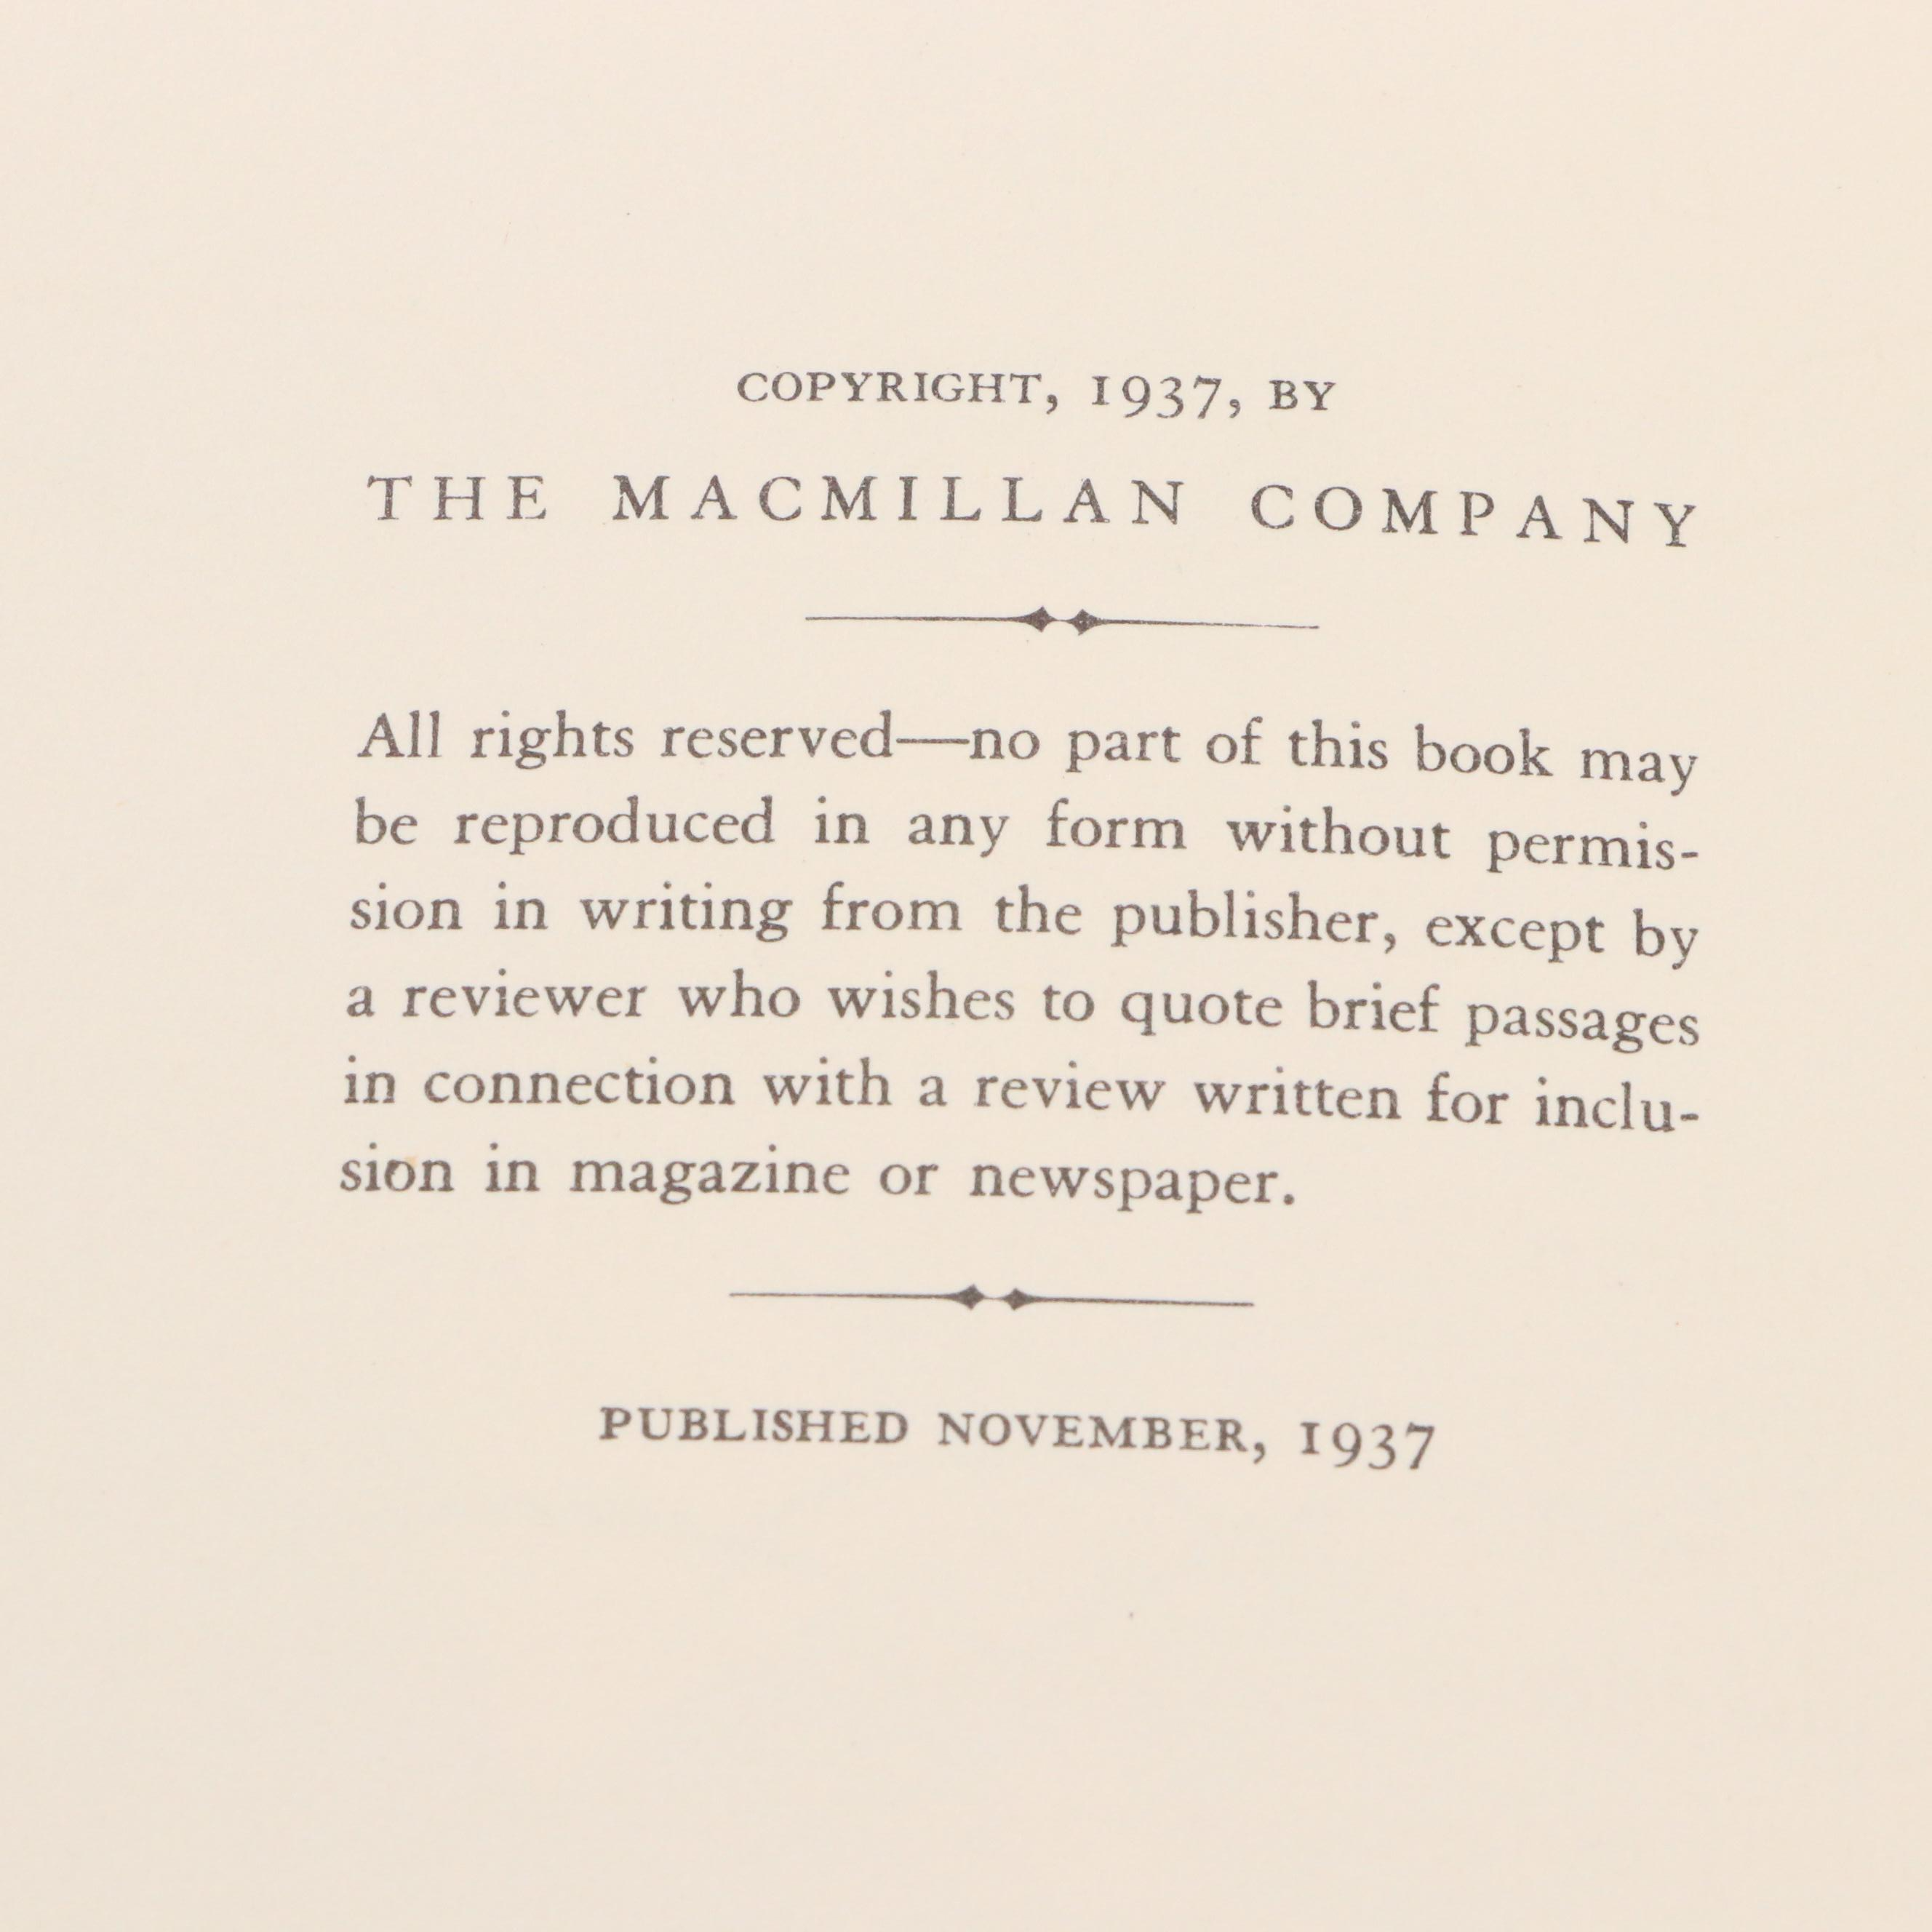 COPYRIGHT, 1937, BY
THE MACMILLAN COMPANY
All rights reserved—no part of this book may
be reproduced in any form without permis-
sion in writing from the publisher, except by
a reviewer who wishes to quote brief passages
in connection with a review written for inclu-
sion in magazine or newspaper.
PUBLISHED NOVEMBER, 1937